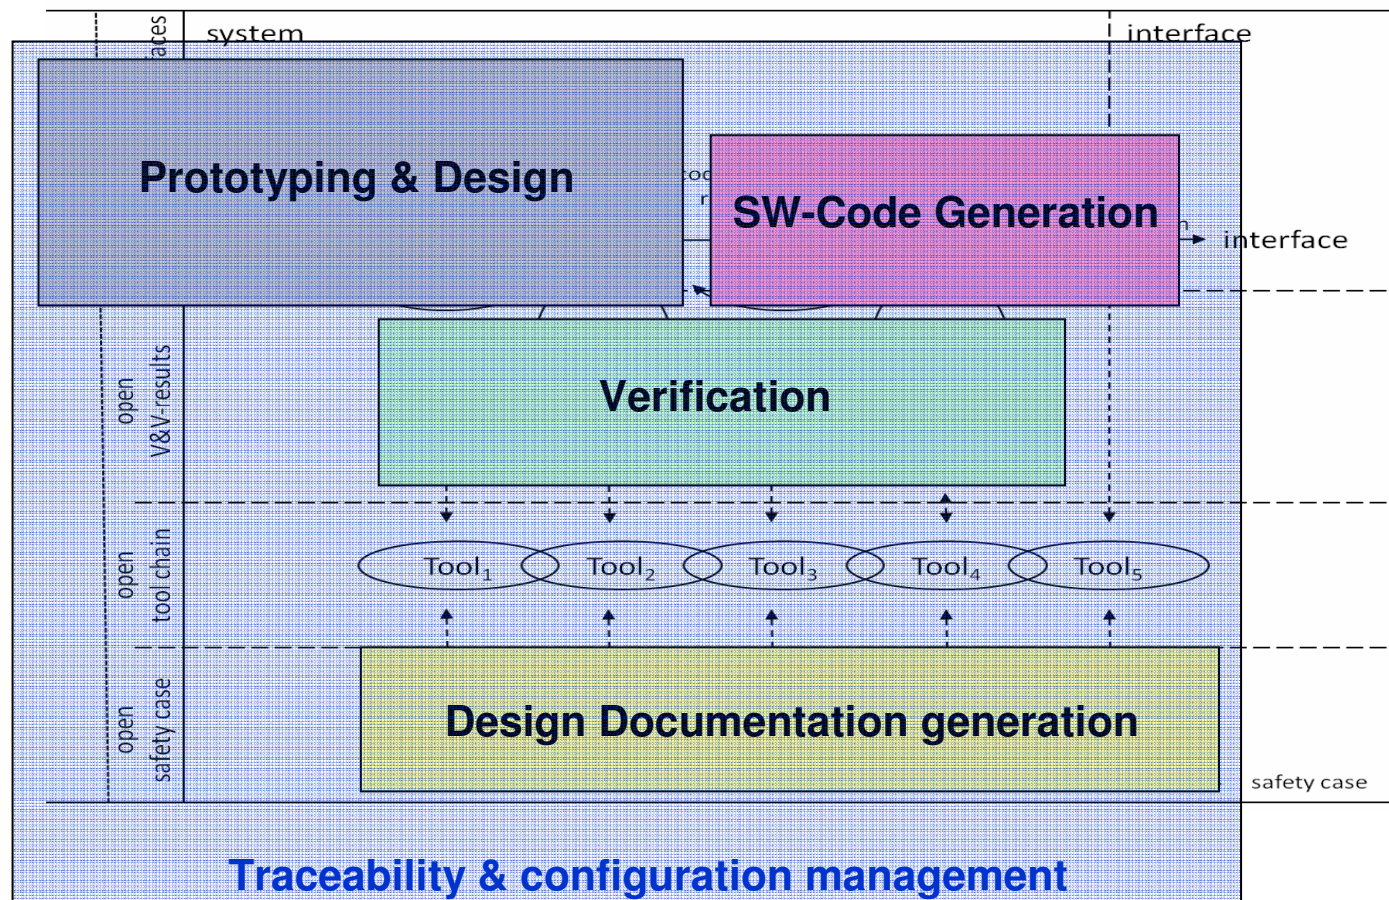 system
interface
Prototyping & Design
SW-Code Generation
interface
open
V&V-results
Verification
open
tool chain
Tool₁ Tool₂ Tool₃ Tool₄ Tool₅
open
safety case
Design Documentation generation
safety case
Traceability & configuration management